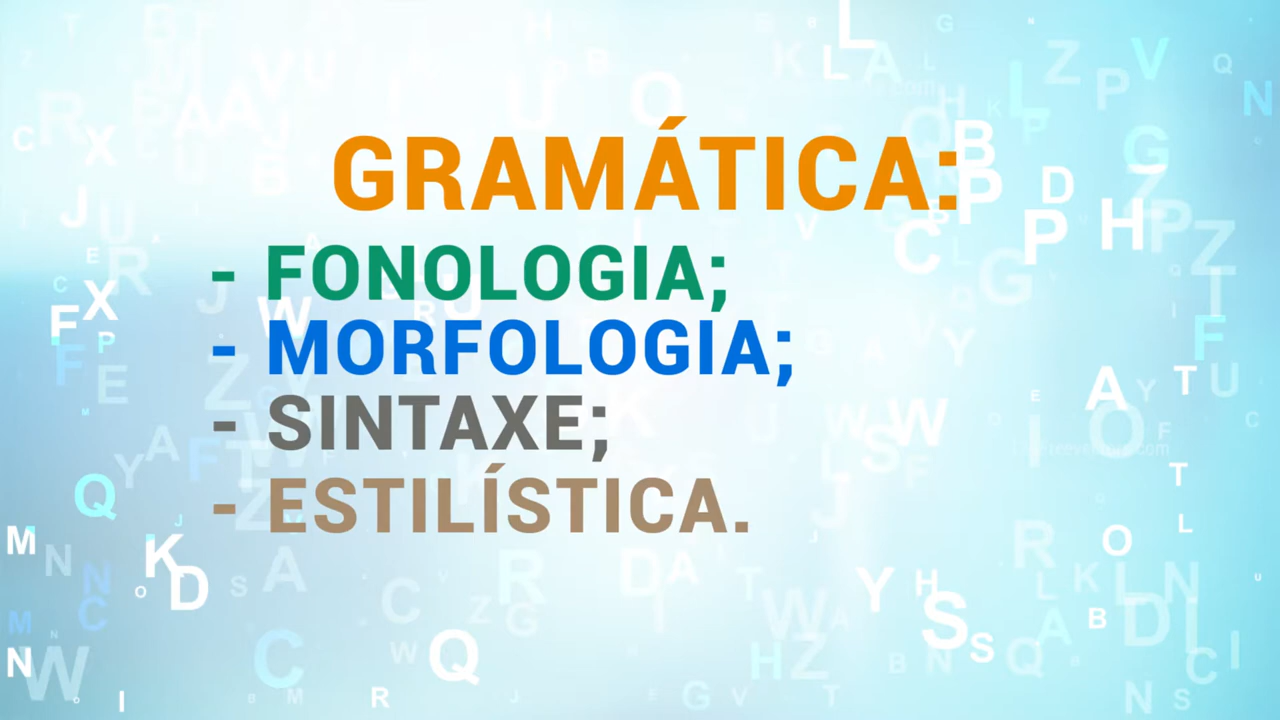 GRAMÁTICA:
- FONOLOGIA;
- MORFOLOGIA;
- SINTAXE;
- ESTILÍSTICA.